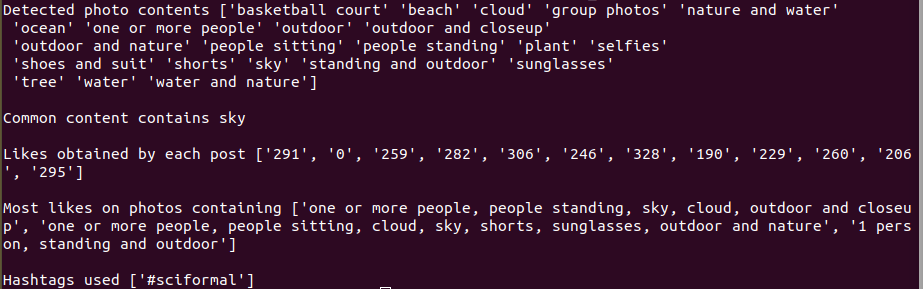 Detected photo contents ['basketball court' 'beach' 'cloud' 'group photos' 'nature and water'
'ocean' 'one or more people' 'outdoor' 'outdoor and closeup'
'outdoor and nature' 'people sitting' 'people standing' 'plant' 'selfies'
'shoes and suit' 'shorts' 'sky' 'standing and outdoor' 'sunglasses'
'tree' 'water' 'water and nature']
Common content contains sky
Likes obtained by each post ['291', '0', '259', '282', '306', '246', '328', '190', '229', '260', '206
', '295']
Most likes on photos containing ['one or more people, people standing, sky, cloud, outdoor and closeu
p', 'one or more people, people sitting, cloud, sky, shorts, sunglasses, outdoor and nature', '1 pers
on, standing and outdoor']
Hashtags used ['#sciformal']